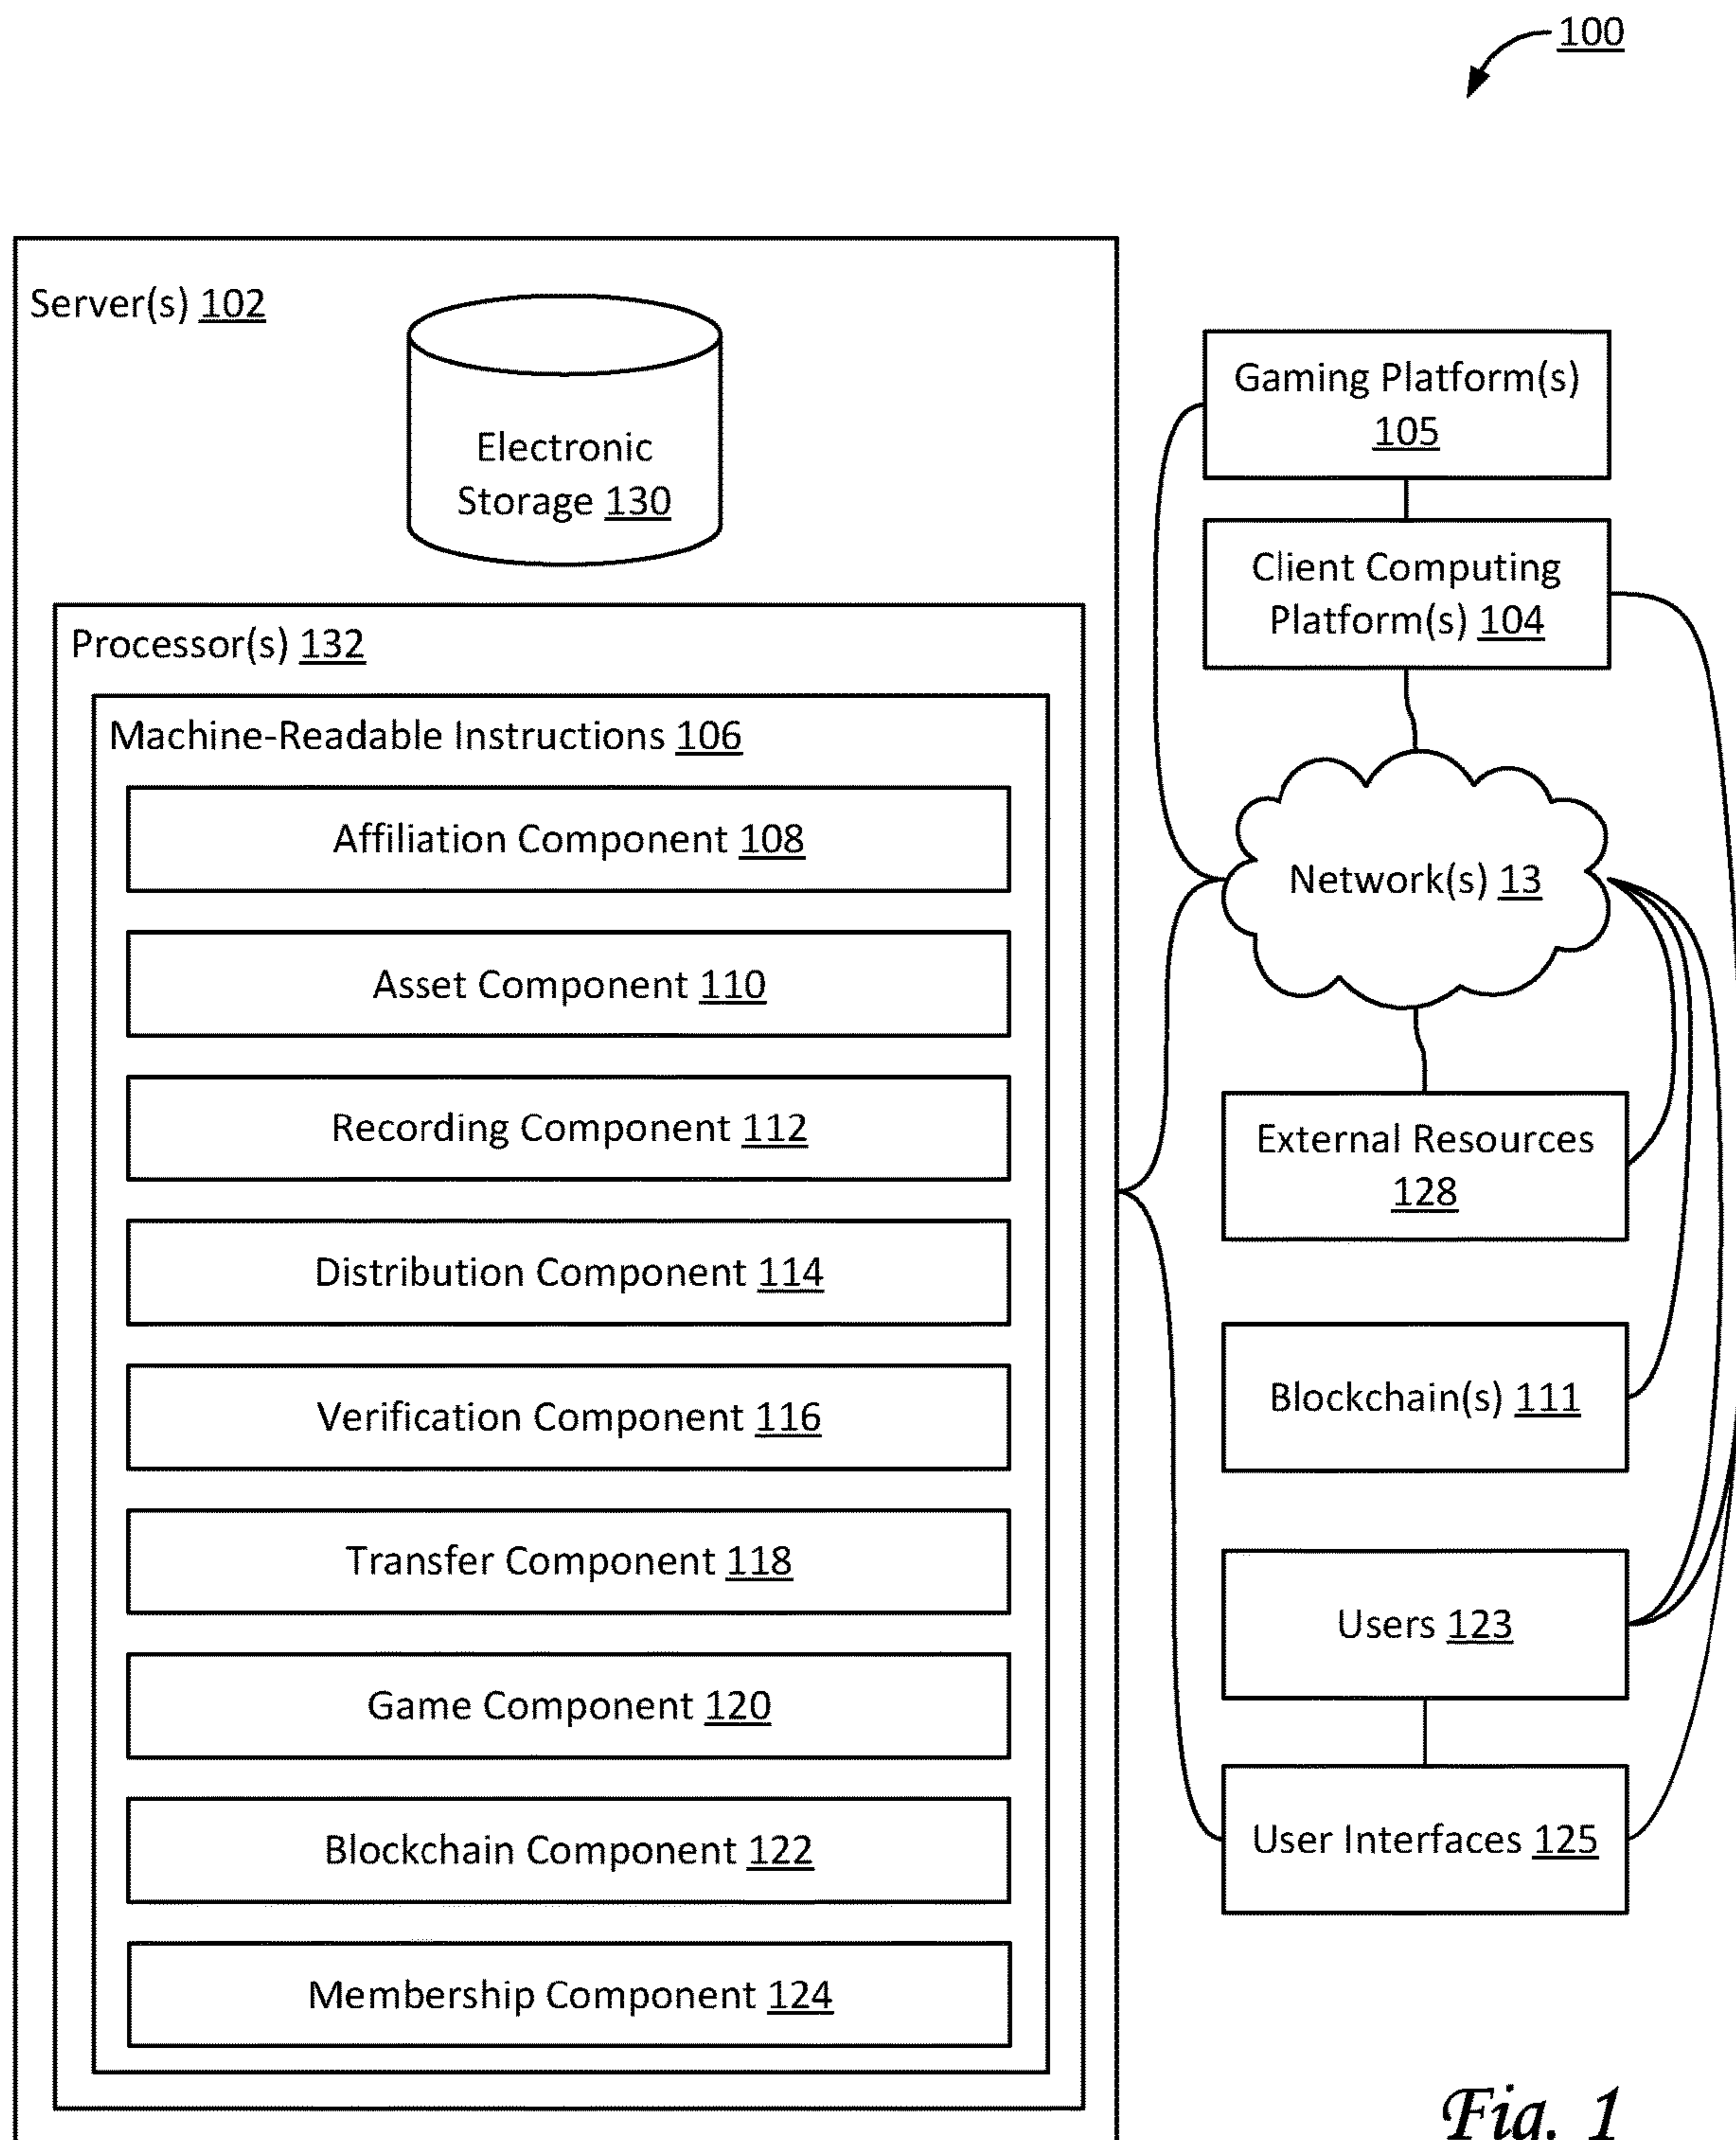 100
Server(s) 102
Electronic
Storage 130
Processor(s) 132
Machine-Readable Instructions 106
Affiliation Component 108
Asset Component 110
Recording Component 112
Distribution Component 114
Verification Component 116
Transfer Component 118
Game Component 120
Blockchain Component 122
Membership Component 124
Gaming Platform(s)
105
Client Computing
Platform(s) 104
Network(s) 13
External Resources
128
Blockchain(s) 111
Users 123
User Interfaces 125
Fig. 1